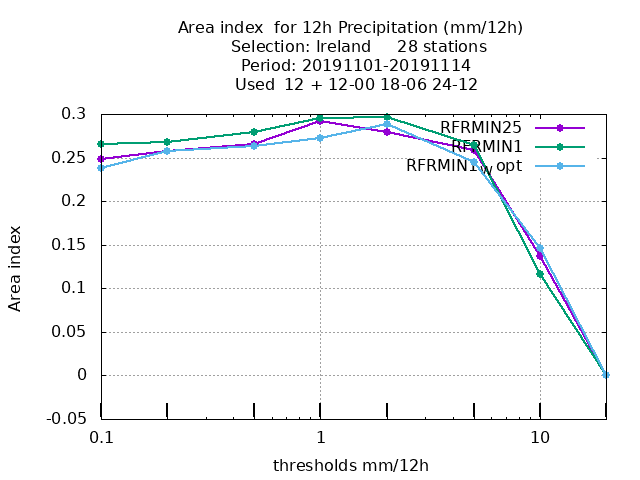 Area index  for 12h Precipitation (mm/12h)
Selection: Ireland     28 stations
Period: 20191101-20191114
Used  12 + 12-00 18-06 24-12
RFRMIN25
RFRMIN1
RFRMIN1w opt
0.3
0.25
0.2
0.15
0.1
0.05
0
-0.05
Area index
0.1
1
10
thresholds mm/12h